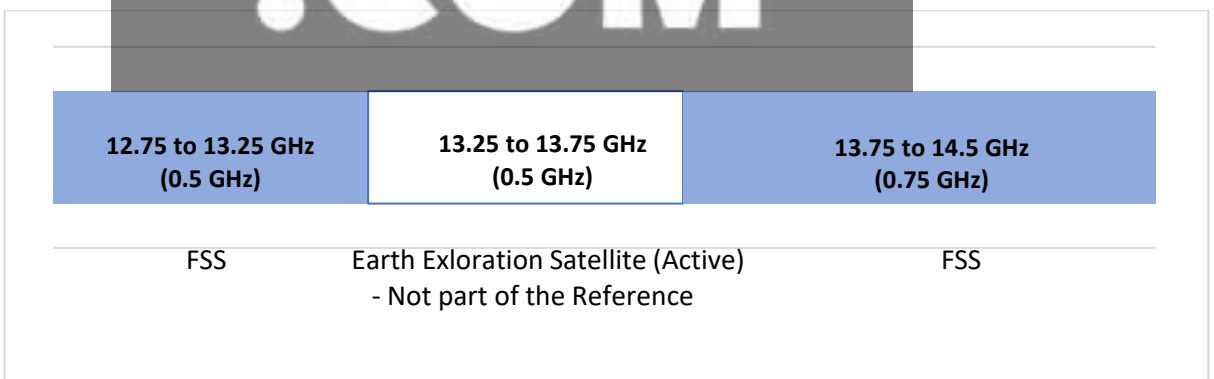 .COM
12.75 to 13.25 GHz
(0.5 GHz)
13.25 to 13.75 GHz
(0.5 GHz)
13.75 to 14.5 GHz
(0.75 GHz)
FSS
Earth Exloration Satellite (Active)
- Not part of the Reference
FSS